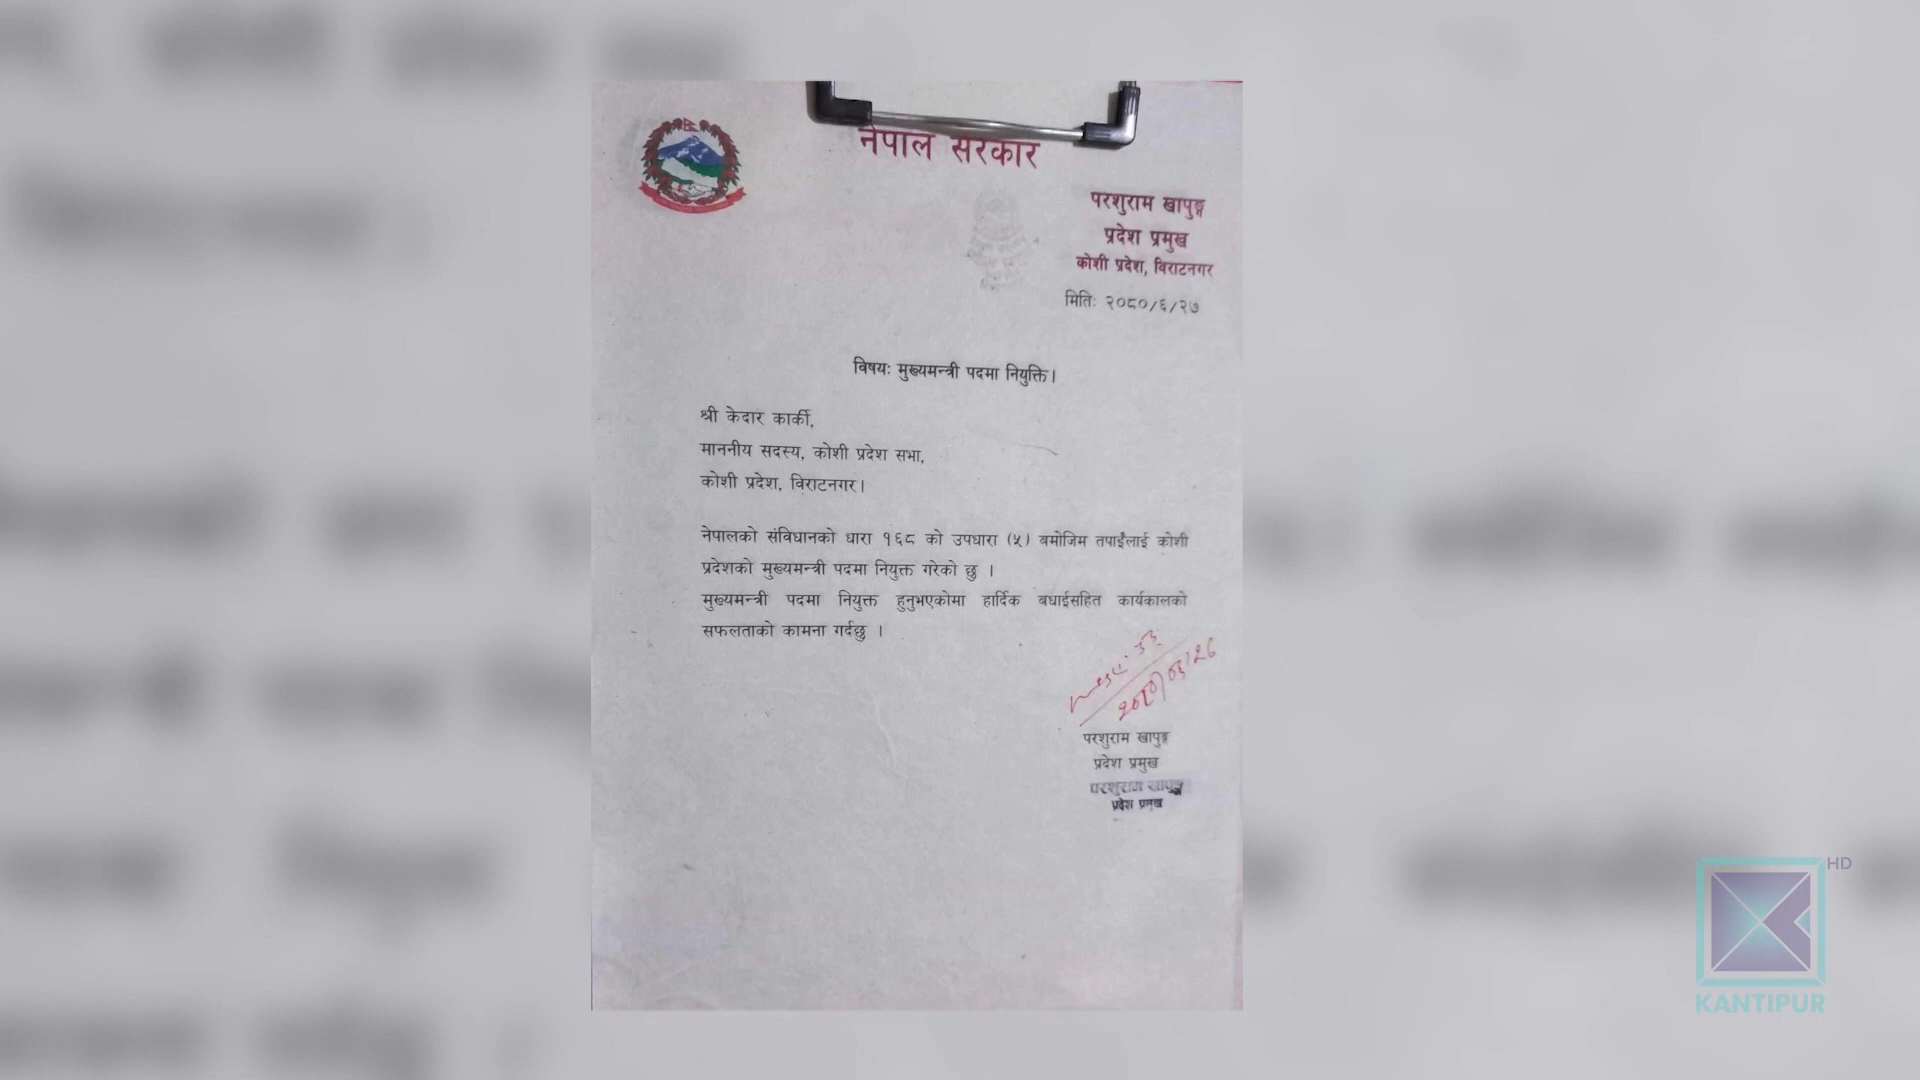 नेपाल सरकार
परशुराम खापुङ्ग
प्रदेश प्रमुख
कोशी प्रदेश, विराटनगर
मितिः २०८०/६/२७
विषयः मुख्यमन्त्री पदमा नियुक्ति।
श्री केदार कार्की,
माननीय सदस्य, कोशी प्रदेश सभा,
कोशी प्रदेश, विराटनगर।
नेपालको संविधानको धारा १६८ को उपधारा (५) बमोजिम तपाईंलाई कोशी
प्रदेशको मुख्यमन्त्री पदमा नियुक्त गरेको छु ।
मुख्यमन्त्री पदमा नियुक्त हुनुभएकोमा हार्दिक बधाईसहित कार्यकालको
सफलताको कामना गर्दछु ।
परशुराम खापुङ्ग
प्रदेश प्रमुख
परशुराम खापुङ्ग
प्रदेश प्रमुख
HD
KANTIPUR